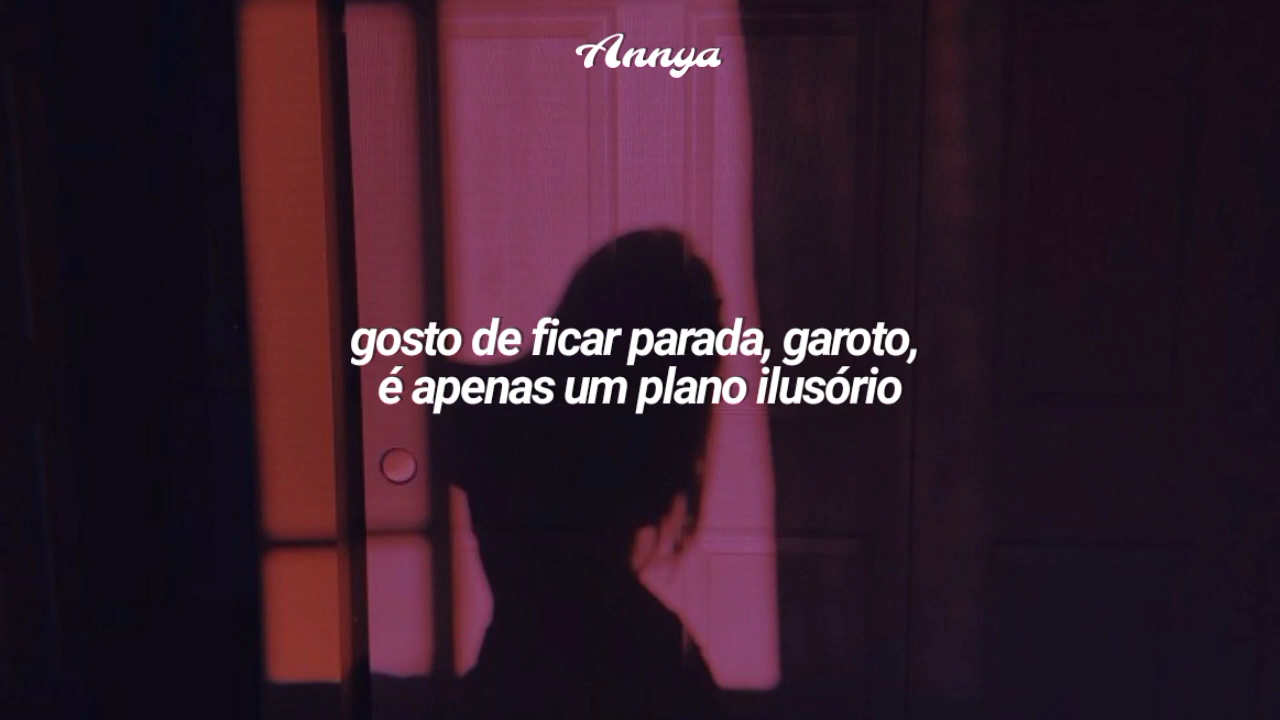 Annya
gosto de ficar parada, garoto,
é apenas um plano ilusório